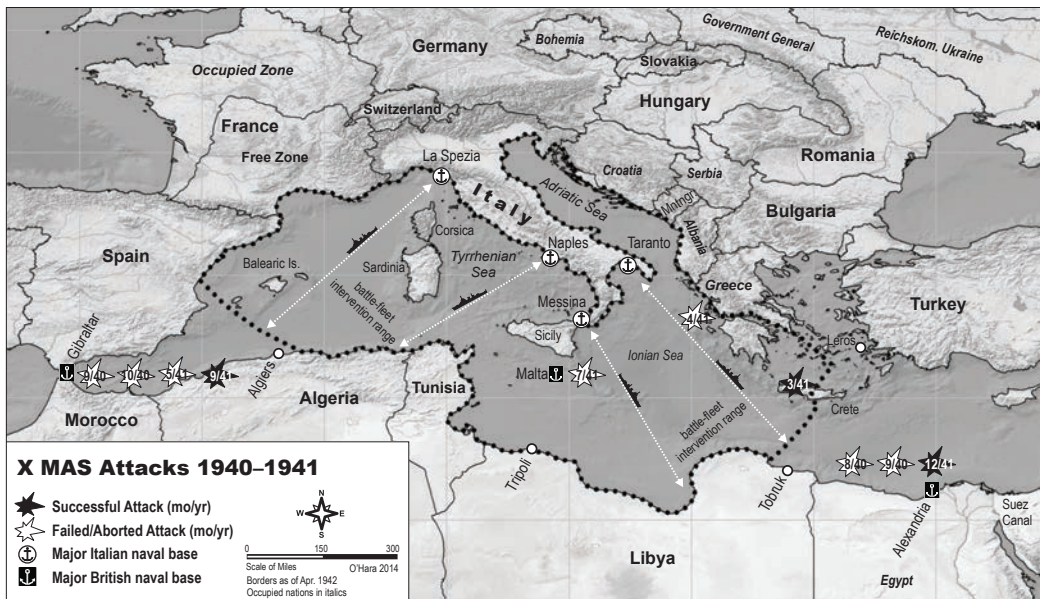 Germany
Bohemia
Government General
Reichskom. Ukraine
Slovakia
Occupied Zone
Switzerland
Hungary
France
Free Zone
La Spezia
Romania
Croatia
Serbia
Italy
Adriatic Sea
Mntngr.
Bulgaria
Corsica
Albania
Spain
Naples
Taranto
Tyrrhenian
Sea
Balearic Is.
Sardinia
Greece
Turkey
battle-fleet
intervention range
Messina
4/41
Sicily
Ionian Sea
Leros
Gibraltar
9/40
10/40
5/41
9/41
Algiers
Malta
7/41
3/41
Tunisia
Crete
Morocco
Algeria
battle-fleet
intervention range
Tripoli
Tobruk
8/40
9/40
12/41
Alexandria
Suez
Canal
Libya
Egypt
X MAS Attacks 1940–1941
Successful Attack (mo/yr)
Failed/Aborted Attack (mo/yr)
Major Italian naval base
Major British naval base
N
W E
S
0 150 300
Scale of Miles O'Hara 2014
Borders as of Apr. 1942
Occupied nations in italics